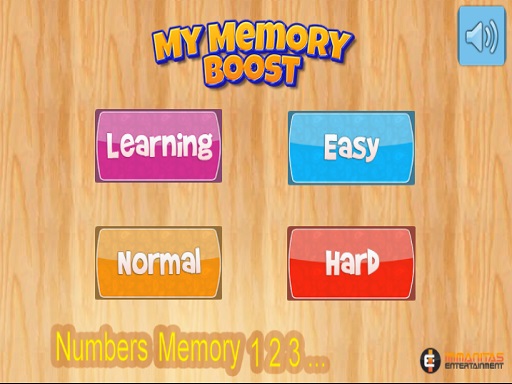 My Memory
Boost
Learning
Easy
Normal
Hard
Numbers Memory 1 2 3 ...
ENTERTAINMENT